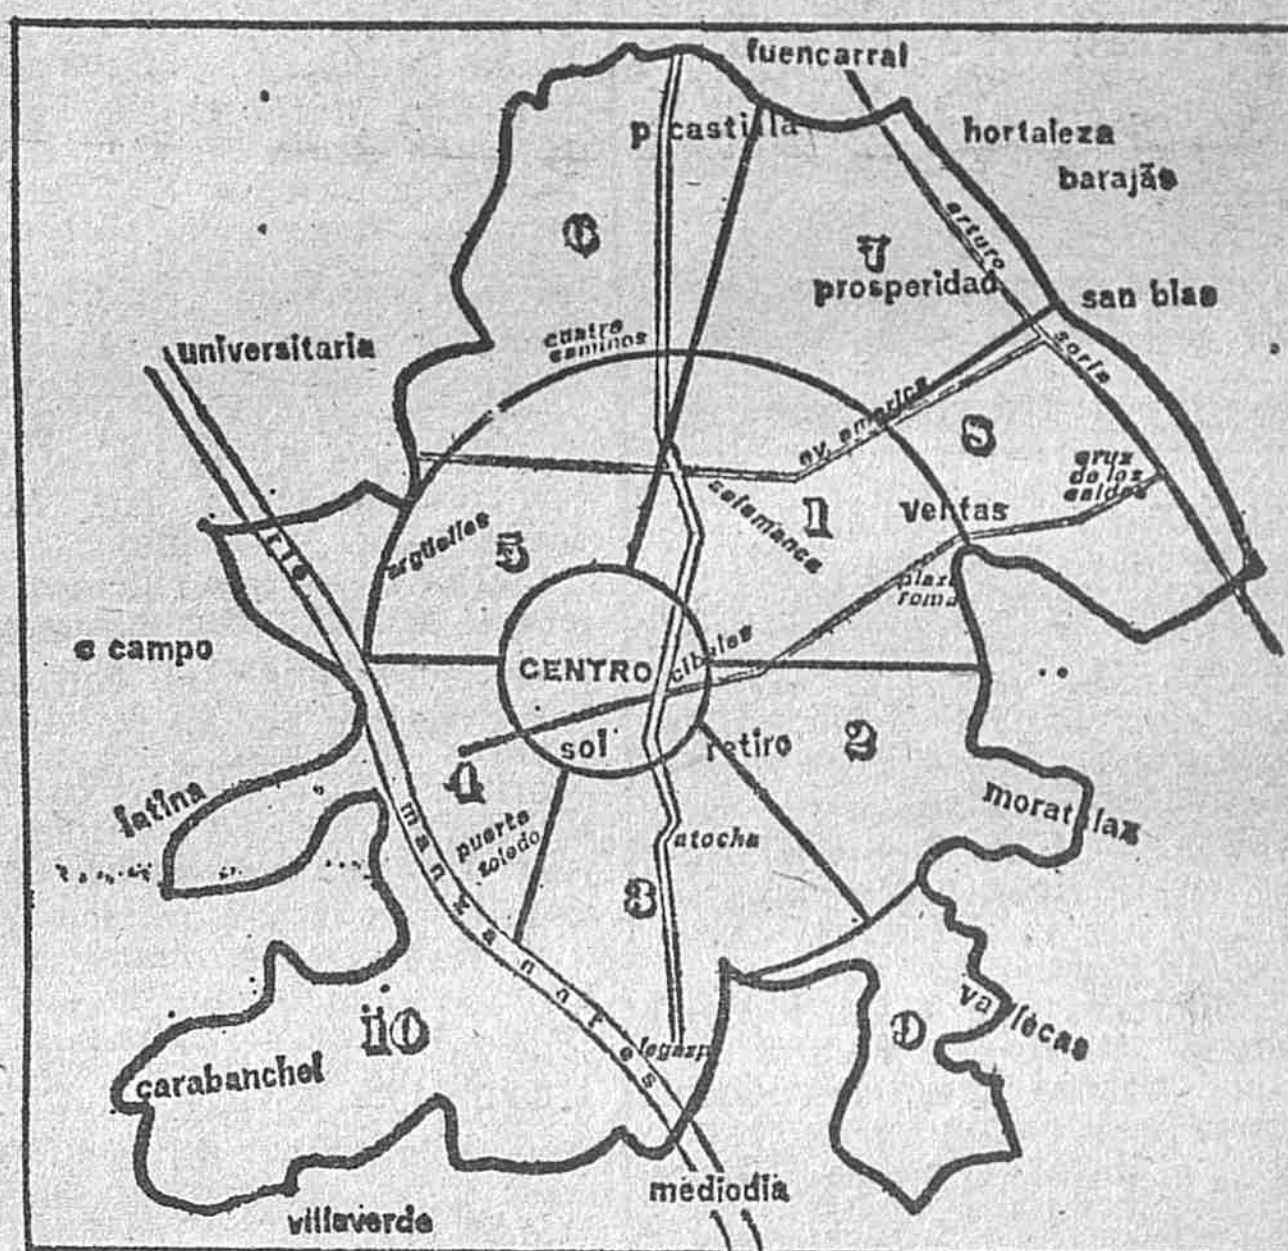 fuencarral
p castilla
hortaleza
barajãs
6
7
arturo
prosperidad
san blas
cuatro
caminos
soria
universitaria
av. america
8
cruz
de los
caidos
salamanca
1
ventas
argüelles
5
rio
plaza
roma
c campo
CENTRO
cibeles
sol
retiro
2
latina
4
manzanares
puerta
toledo
moratalaz
atocha
3
vallecas
10
9
legazpi
carabanchel
mediodia
villaverde